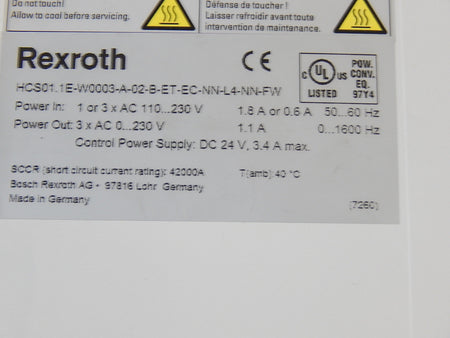 Do not touch!
Allow to cool before servicing.
Défense de toucher!
Laisser refroidir avant toute
intervention de maintenance.
Rexroth
CE
C UL US
LISTED
POW.
CONV.
EQ.
97Y4
HCS01.1E-W0003-A-02-B-ET-EC-NN-L4-NN-FW
Power In: 1 or 3 x AC 110...230 V 1.8 A or 0.6 A 50...60 Hz
Power Out: 3 x AC 0...230 V 1.1 A 0...1600 Hz
Control Power Supply: DC 24 V, 3.4 A max.
SCCR (short circuit current rating): 42000A T(amb): 40 °C
Bosch Rexroth AG • 97816 Lohr Germany
Made in Germany
(7260)